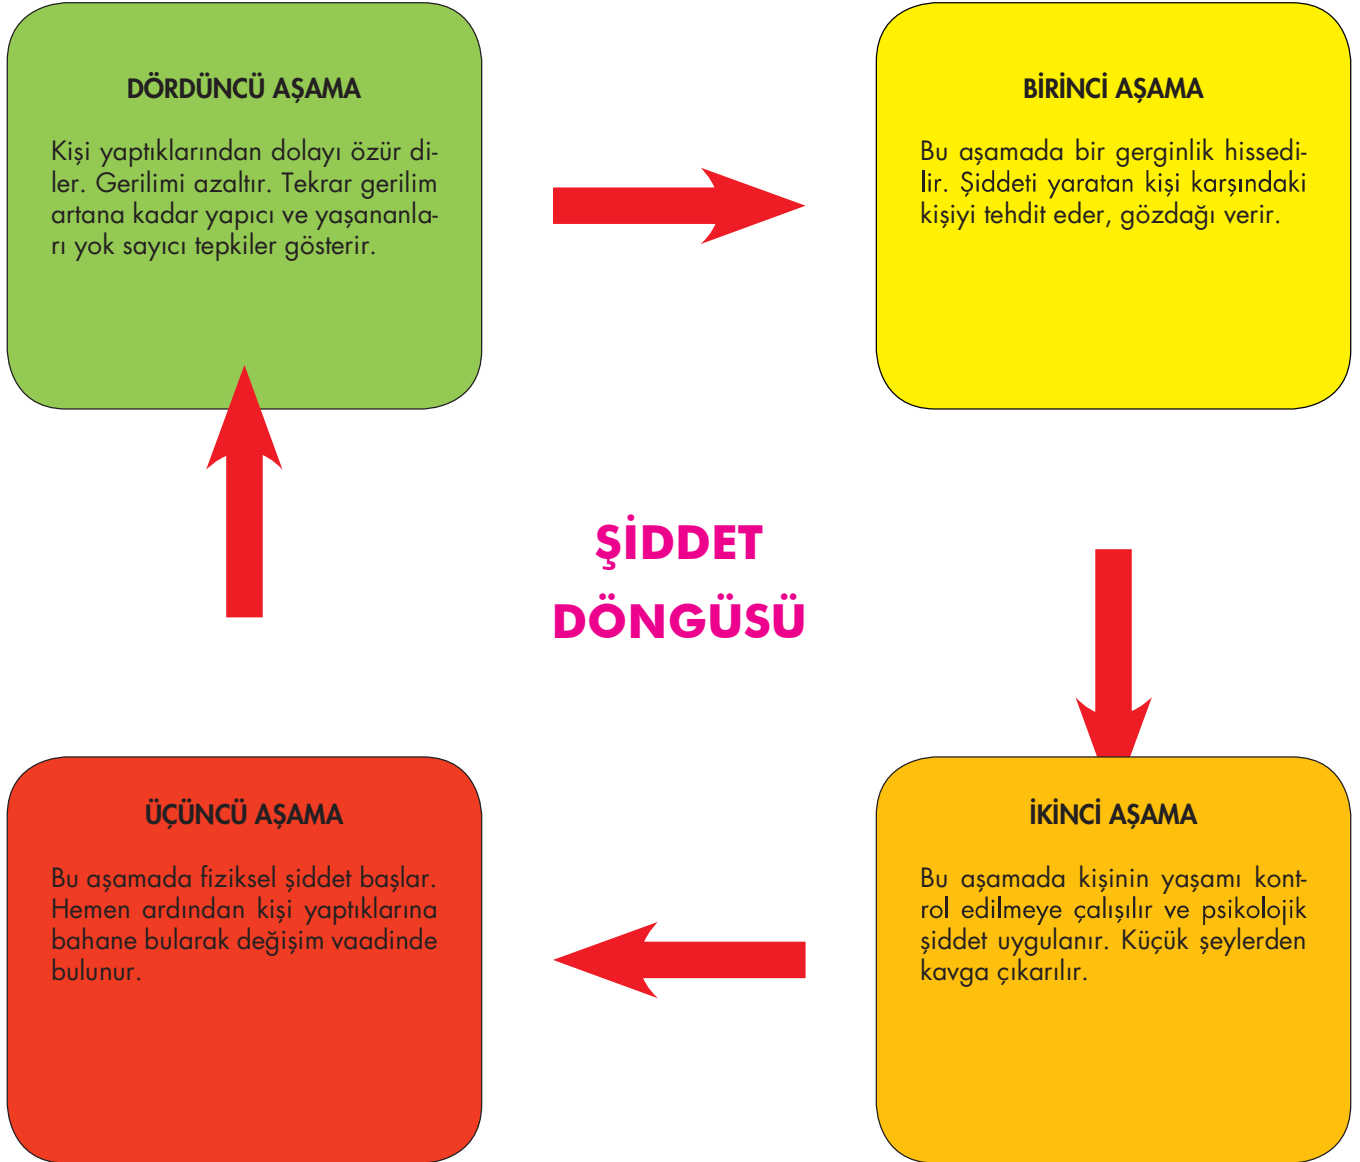 DÖRDÜNCÜ AŞAMA
Kişi yaptıklarından dolayı özür di-
ler. Gerilimi azaltır. Tekrar gerilim
artana kadar yapıcı ve yaşananla-
rı yok sayıcı tepkiler gösterir.
BİRİNCİ AŞAMA
Bu aşamada bir gerginlik hissedi-
lir. Şiddeti yaratan kişi karşındaki
kişiyi tehdit eder, gözdağı verir.
ŞİDDET
DÖNGÜSÜ
ÜÇÜNCÜ AŞAMA
Bu aşamada fiziksel şiddet başlar.
Hemen ardından kişi yaptıklarına
bahane bularak değişim vaadinde
bulunur.
İKİNCİ AŞAMA
Bu aşamada kişinin yaşamı kont-
rol edilmeye çalışılır ve psikolojik
şiddet uygulanır. Küçük şeylerden
kavga çıkarılır.